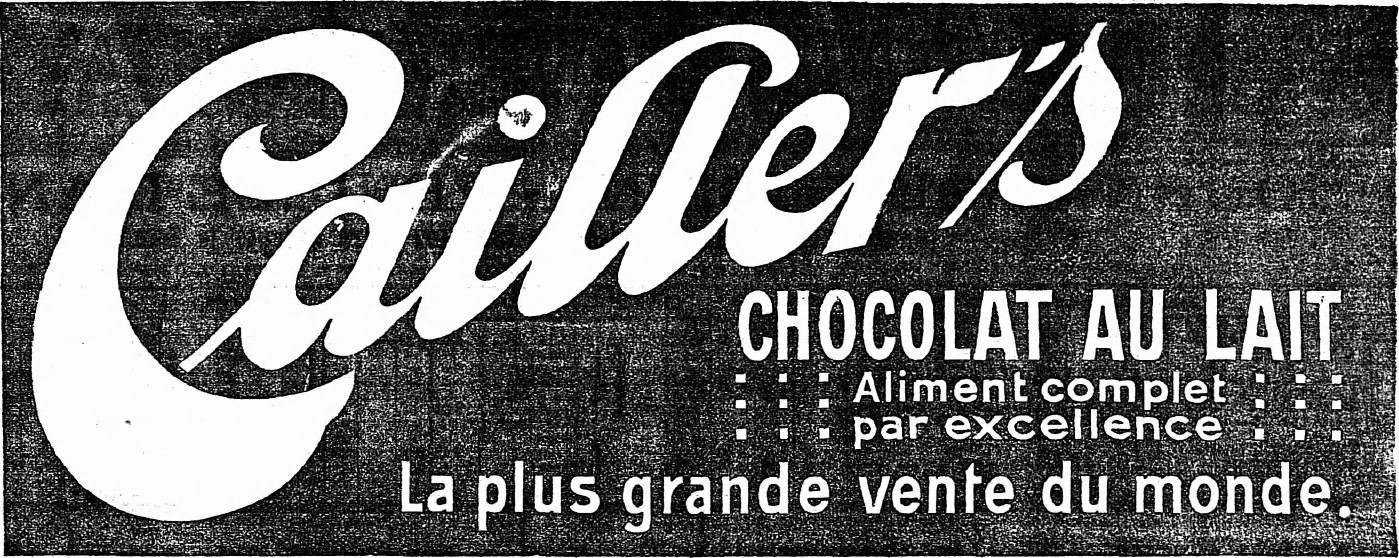 Cailler's
CHOCOLAT AU LAIT
Aliment complet
par excellence
La plus grande vente du monde.